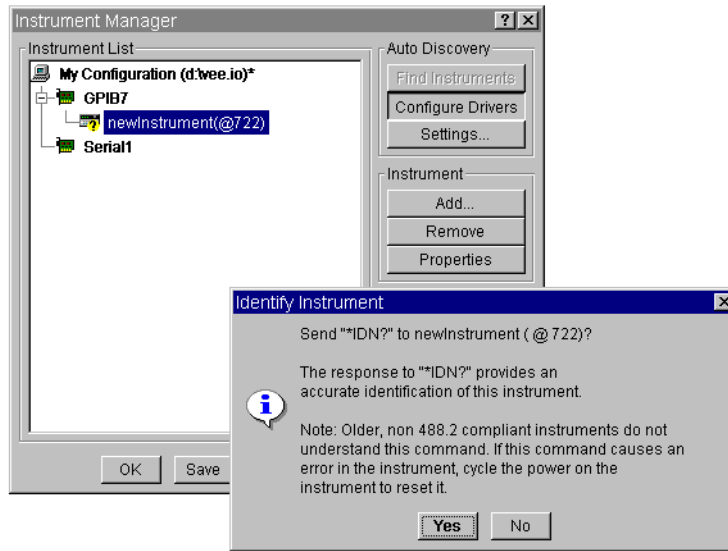 Instrument Manager
Instrument List
My Configuration (d:\vee.io)*
GPIB7
newInstrument(@722)
Serial1
Auto Discovery
Find Instruments
Configure Drivers
Settings...
Instrument
Add...
Remove
Properties
OK
Save
Identify Instrument
Send "*IDN?" to newInstrument ( @ 722)?
The response to "*IDN?" provides an
accurate identification of this instrument.
Note: Older, non 488.2 compliant instruments do not
understand this command. If this command causes an
error in the instrument, cycle the power on the
instrument to reset it.
Yes
No